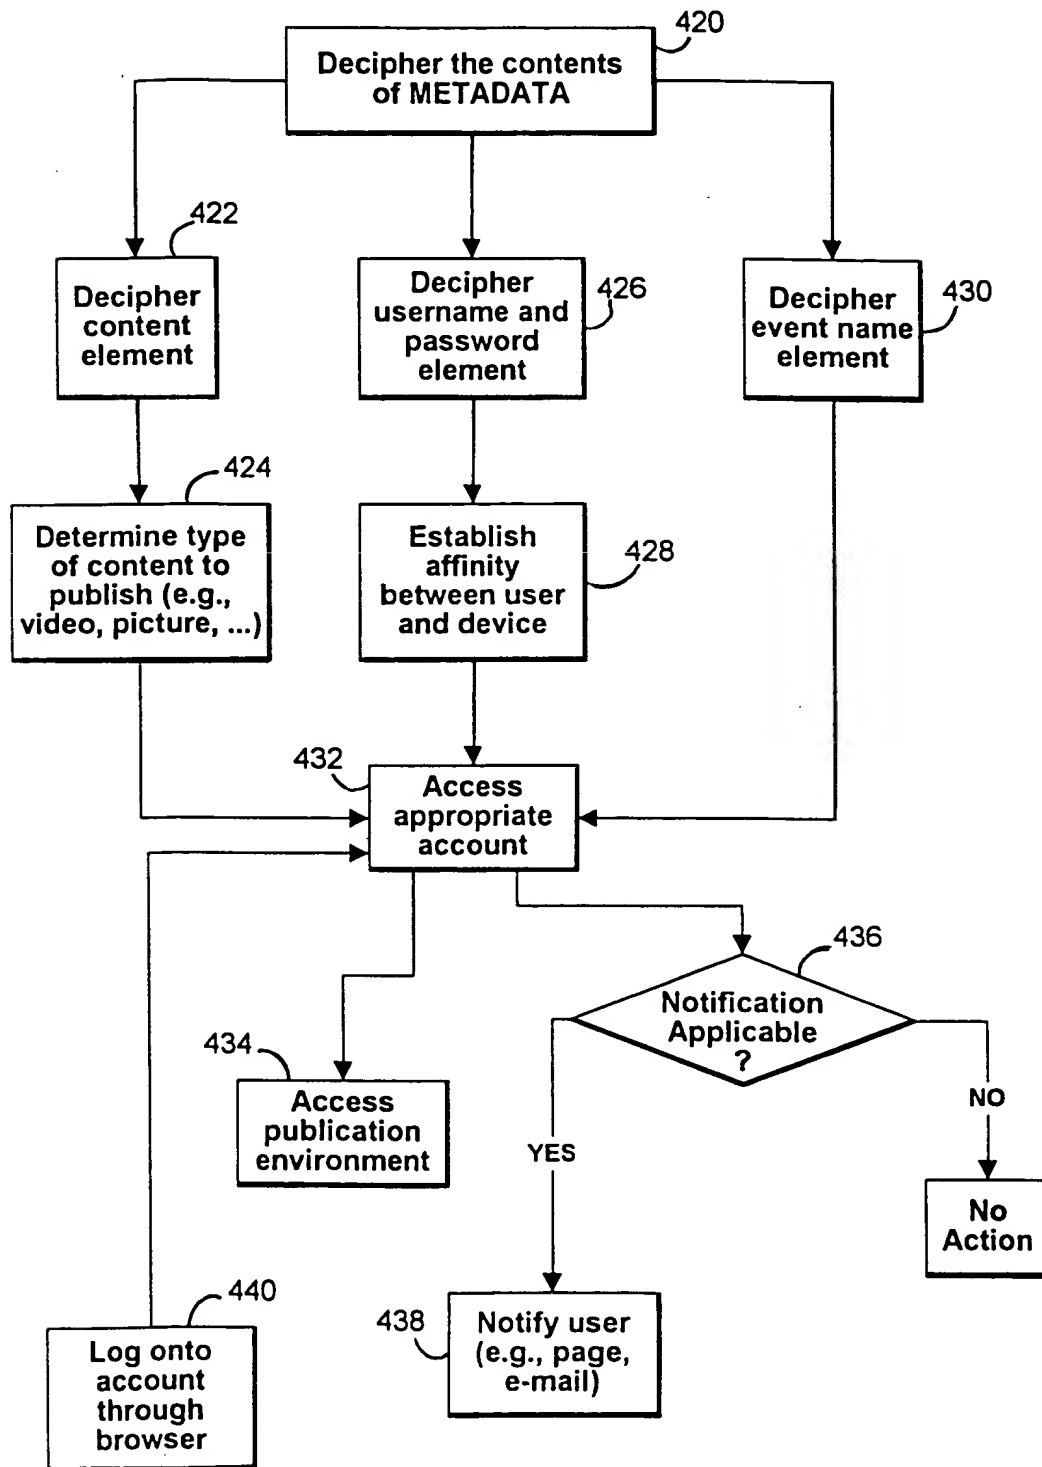 420
Decipher the contents
of METADATA
422
Decipher
content
element
Decipher
username and
password
element
426
Decipher
event name
element
430
424
Determine type
of content to
publish (e.g.,
video, picture, ...)
Establish
affinity
between user
and device
428
432
Access
appropriate
account
436
Notification
Applicable
?
434
Access
publication
environment
YES
NO
No
Action
440
Log onto
account
through
browser
438
Notify user
(e.g., page,
e-mail)